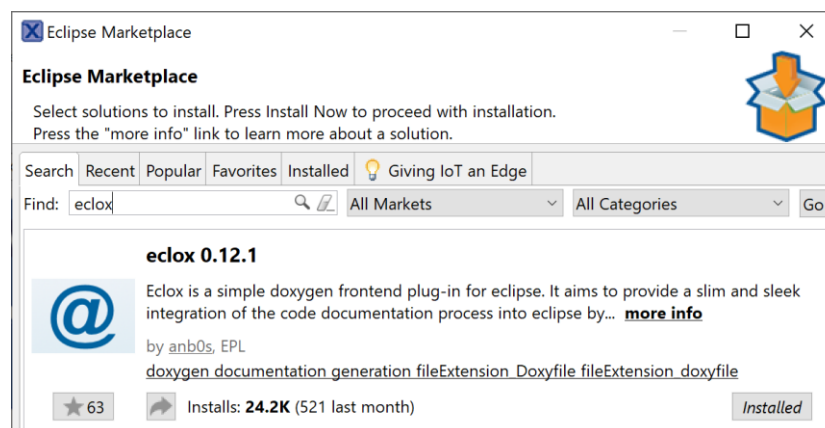 Eclipse Marketplace
Eclipse Marketplace
Select solutions to install. Press Install Now to proceed with installation.
Press the "more info" link to learn more about a solution.
Search Recent Popular Favorites Installed Giving IoT an Edge
Find: eclox All Markets All Categories Go
eclox 0.12.1
Eclox is a simple doxygen frontend plug-in for eclipse. It aims to provide a slim and sleek
integration of the code documentation process into eclipse by... more info
by anb0s, EPL
doxygen documentation generation fileExtension_Doxyfile fileExtension_doxyfile
63 Installs: 24.2K (521 last month) Installed